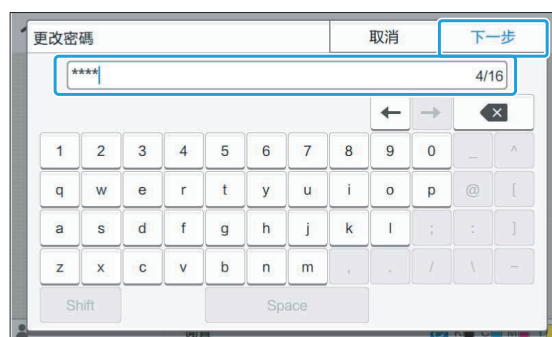 更改密碼 取消 下一步
**** 4/16
← → ×
1 2 3 4 5 6 7 8 9 0 _ ^
q w e r t y u i o p @ [
a s d f g h j k l ; : ]
z x c v b n m , . / \ -
Shift Space